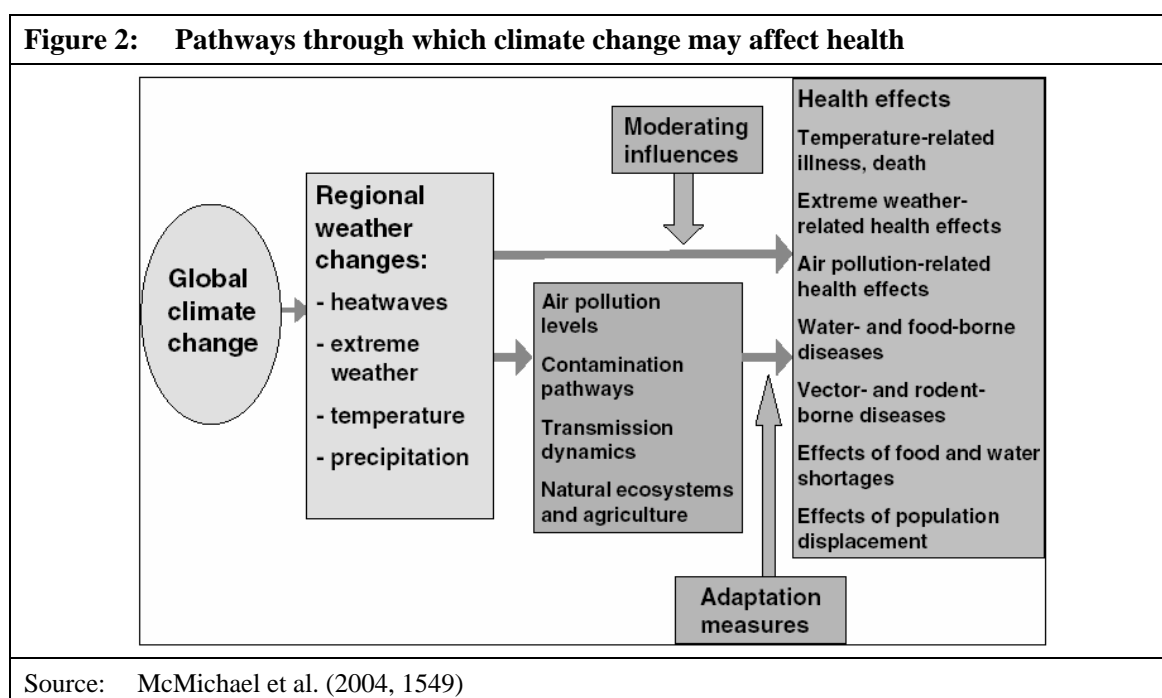 Figure 2: Pathways through which climate change may affect health
Global
climate
change
Regional
weather
changes:
- heatwaves
- extreme
weather
- temperature
- precipitation
Moderating
influences
Air pollution
levels
Contamination
pathways
Transmission
dynamics
Natural ecosystems
and agriculture
Adaptation
measures
Health effects
Temperature-related
illness, death
Extreme weather-
related health effects
Air pollution-related
health effects
Water- and food-borne
diseases
Vector- and rodent-
borne diseases
Effects of food and water
shortages
Effects of population
displacement
Source: McMichael et al. (2004, 1549)